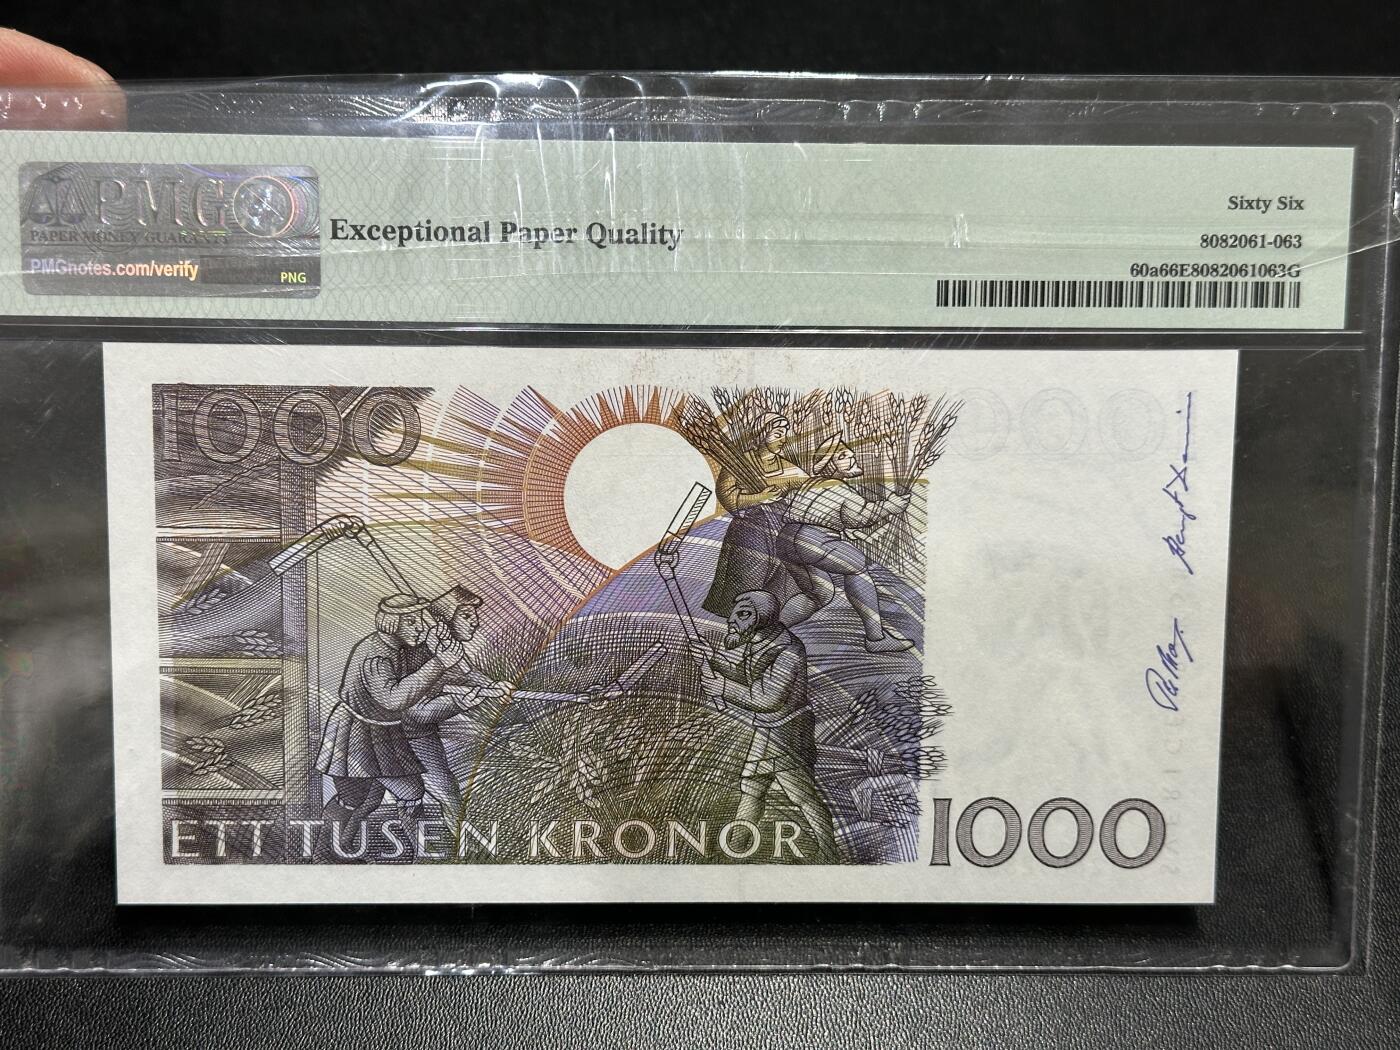 PMG
PAPER MONEY GUARANTY
PMGnotes.com/verify
PNG
Exceptional Paper Quality
Sixty Six
8082061-063
60a66E8082061063G
1000
ETT TUSEN KRONOR
1000